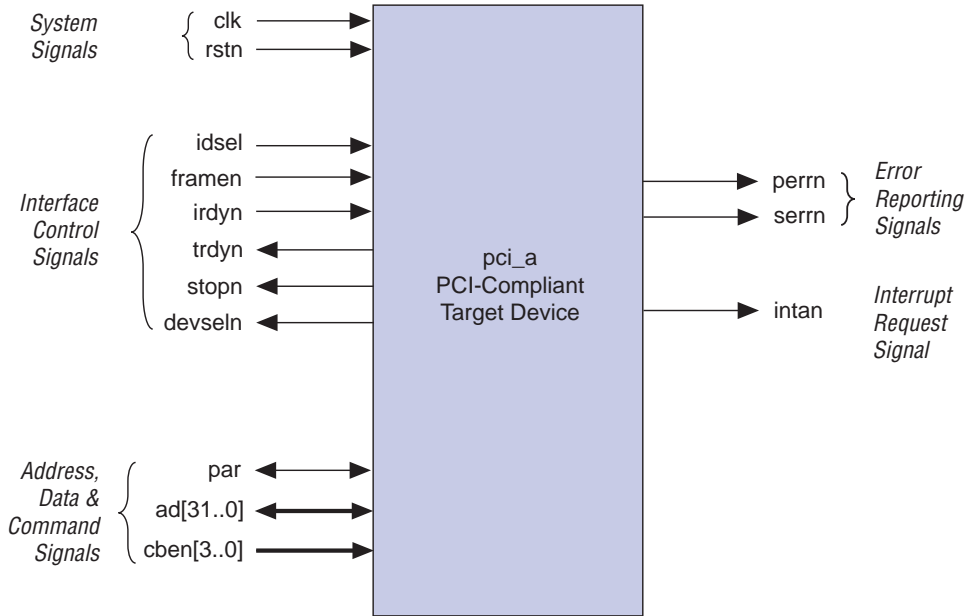 System
Signals
clk
rstn
Interface
Control
Signals
idsel
framen
irdyn
trdyn
stopn
devseln
Address,
Data &
Command
Signals
par
ad[31..0]
cben[3..0]
pci_a
PCI-Compliant
Target Device
perrn
serrn
Error
Reporting
Signals
intan
Interrupt
Request
Signal